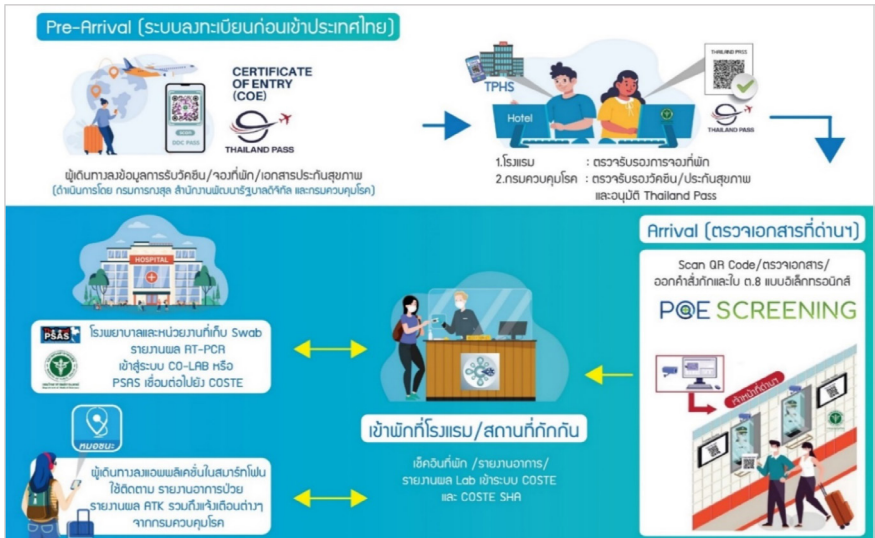 Pre-Arrival (ระบบลงทะเบียนก่อนเข้าประเทศไทย)
CERTIFICATE
OF ENTRY
(COE)
THAILAND PASS
DDC PASS
ผู้เดินทางลงข้อมูลการรับวัคซีน/จองที่พัก/เอกสารประกันสุขภาพ
(ดำเนินการโดย กรมการกงสุล สำนักงานพัฒนารัฐบาลดิจิทัล และกรมควบคุมโรค)
TPHS
Hotel
THAILAND PASS
THAILAND PASS
1.โรงแรม : ตรวจรับรองการจองที่พัก
2.กรมควบคุมโรค : ตรวจรับรองวัคซีน/ประกันสุขภาพ
และอนุมัติ Thailand Pass
Arrival (ตรวจเอกสารที่ด่านฯ)
Scan QR Code/ตรวจเอกสาร/
ออกคำสั่งกักและใบ ต.8 แบบอิเล็กทรอนิกส์
POE SCREENING
เจ้าหน้าที่ด่านฯ
HOSPITAL
PSAS
โรงพยาบาลและหน่วยงานที่เก็บ Swab
รายงานผล RT-PCR
เข้าสู่ระบบ CO-LAB หรือ
PSAS เชื่อมต่อไปยัง COSTE
เข้าพักที่โรงแรม/สถานที่กักกัน
เช็คอินที่พัก /รายงานอาการ/
รายงานผล Lab เข้าระบบ COSTE
และ COSTE SHA
หมอชนะ
ผู้เดินทางลงแอพพลิเคชั่นในสมาร์ทโฟน
ใช้ติดตาม รายงานอาการป่วย
รายงานผล ATK รวมถึงแจ้งเตือนต่างๆ
จากกรมควบคุมโรค